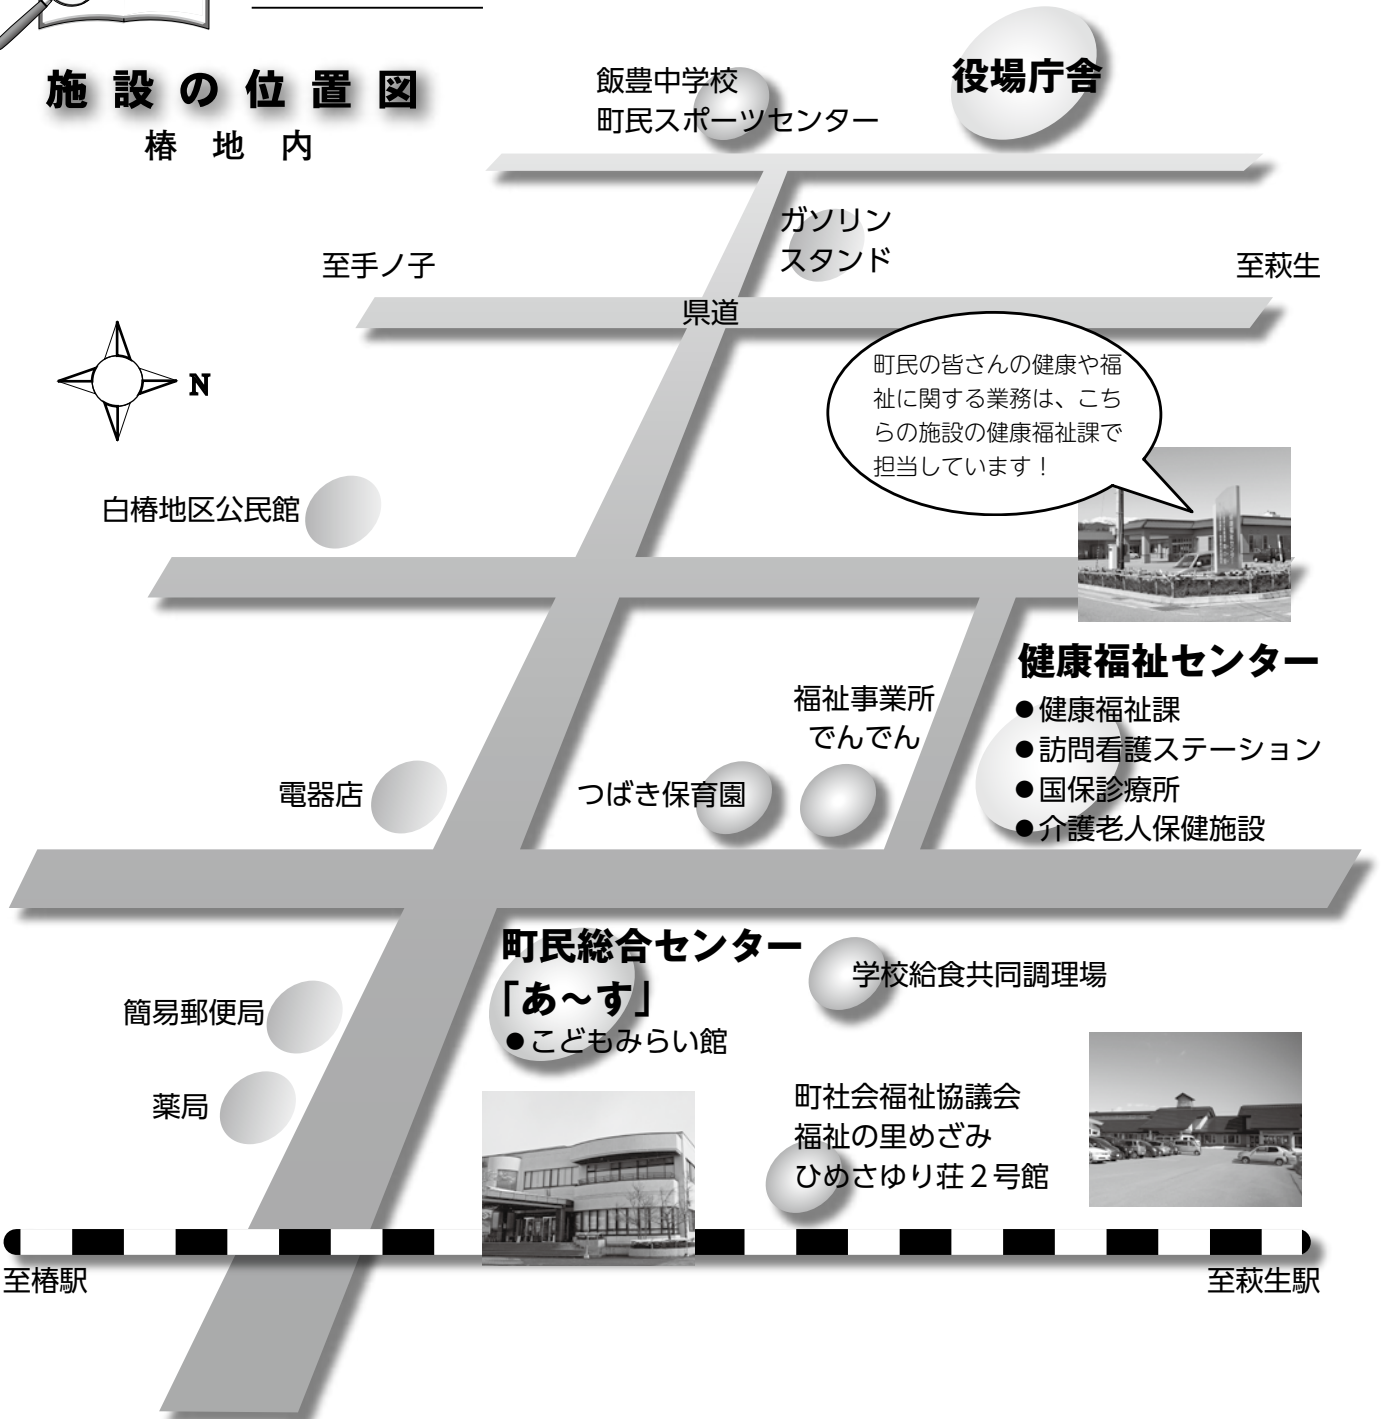 施設の位置図
椿地内
飯豊中学校
町民スポーツセンター
役場庁舎
ガソリン
スタンド
至手ノ子
至萩生
県道
N
町民の皆さんの健康や福
祉に関する業務は、こち
らの施設の健康福祉課で
担当しています！
白椿地区公民館
健康福祉センター
●健康福祉課
●訪問看護ステーション
●国保診療所
●介護老人保健施設
福祉事業所
でんでん
電器店
つばき保育園
町民総合センター
「あ～す」
●こどもみらい館
学校給食共同調理場
簡易郵便局
薬局
町社会福祉協議会
福祉の里めざみ
ひめさゆり荘２号館
至椿駅
至萩生駅